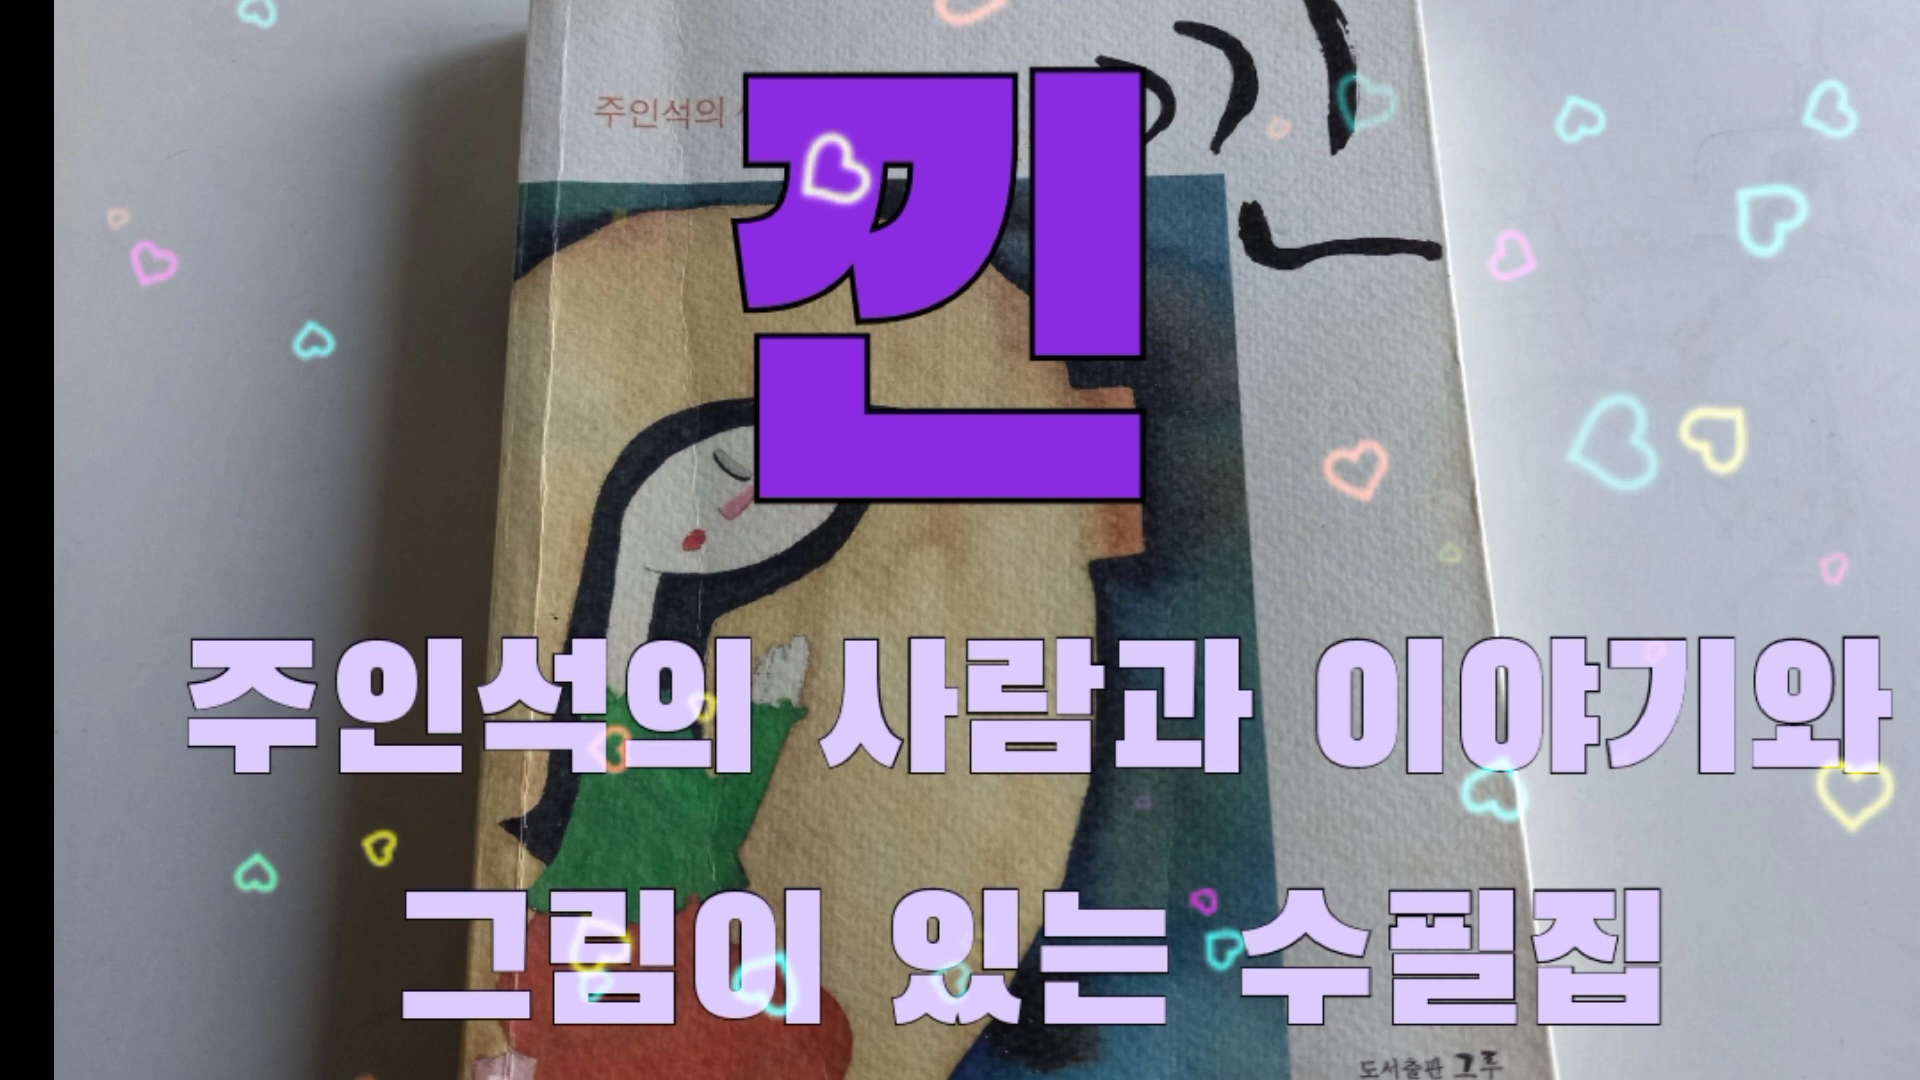 주인석의
낀
낀
주인석의 사람과 이야기와
그림이 있는 수필집
도서출판 그루